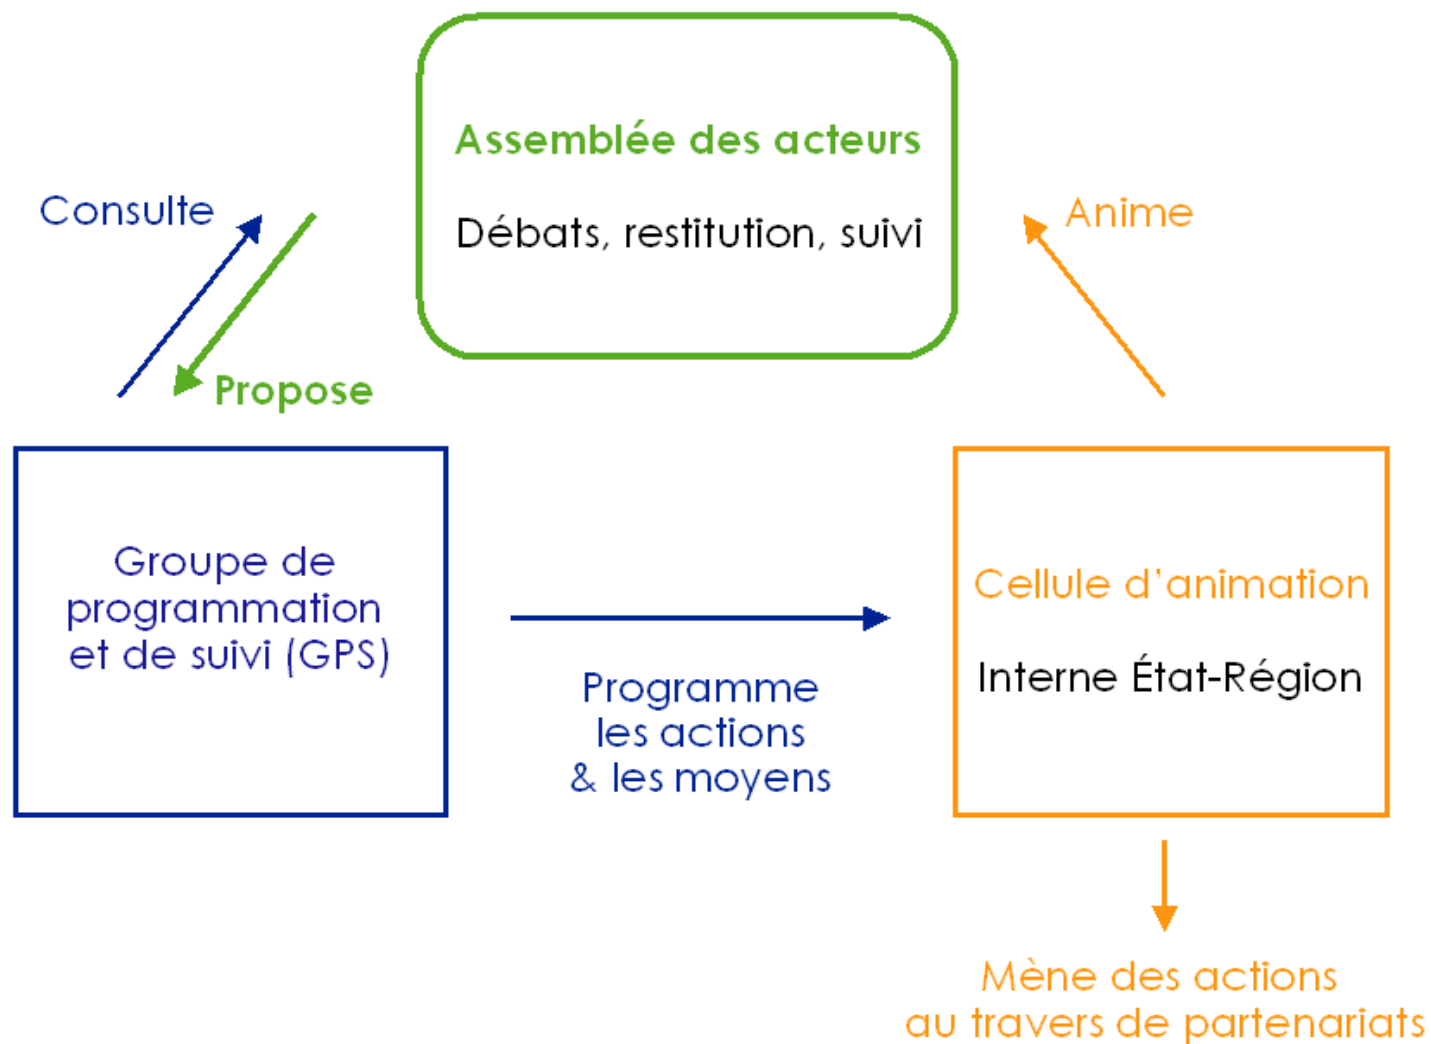 Assemblée des acteurs
Débats, restitution, suivi
Consulte
Anime
Propose
Groupe de
programmation
et de suivi (GPS)
Programme
les actions
& les moyens
Cellule d’animation
Interne État-Région
Mène des actions
au travers de partenariats